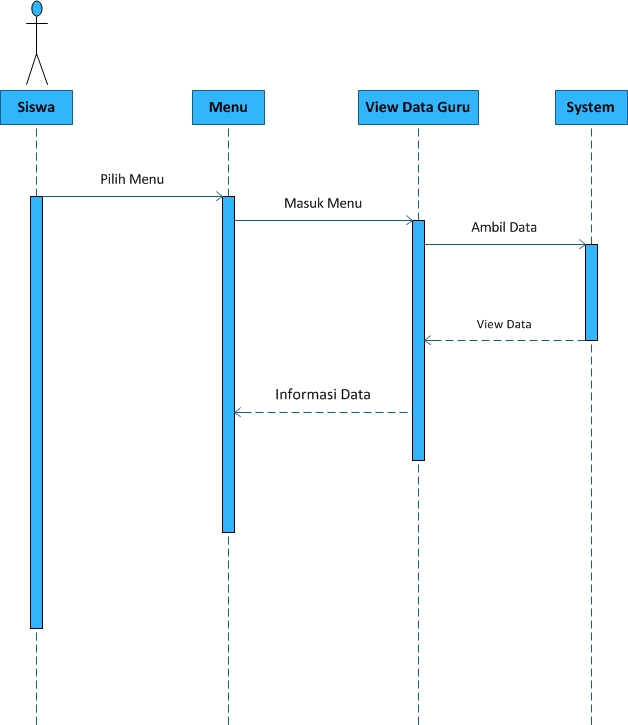 Siswa
Menu
View Data Guru
System
Pilih Menu
Masuk Menu
Ambil Data
View Data
Informasi Data